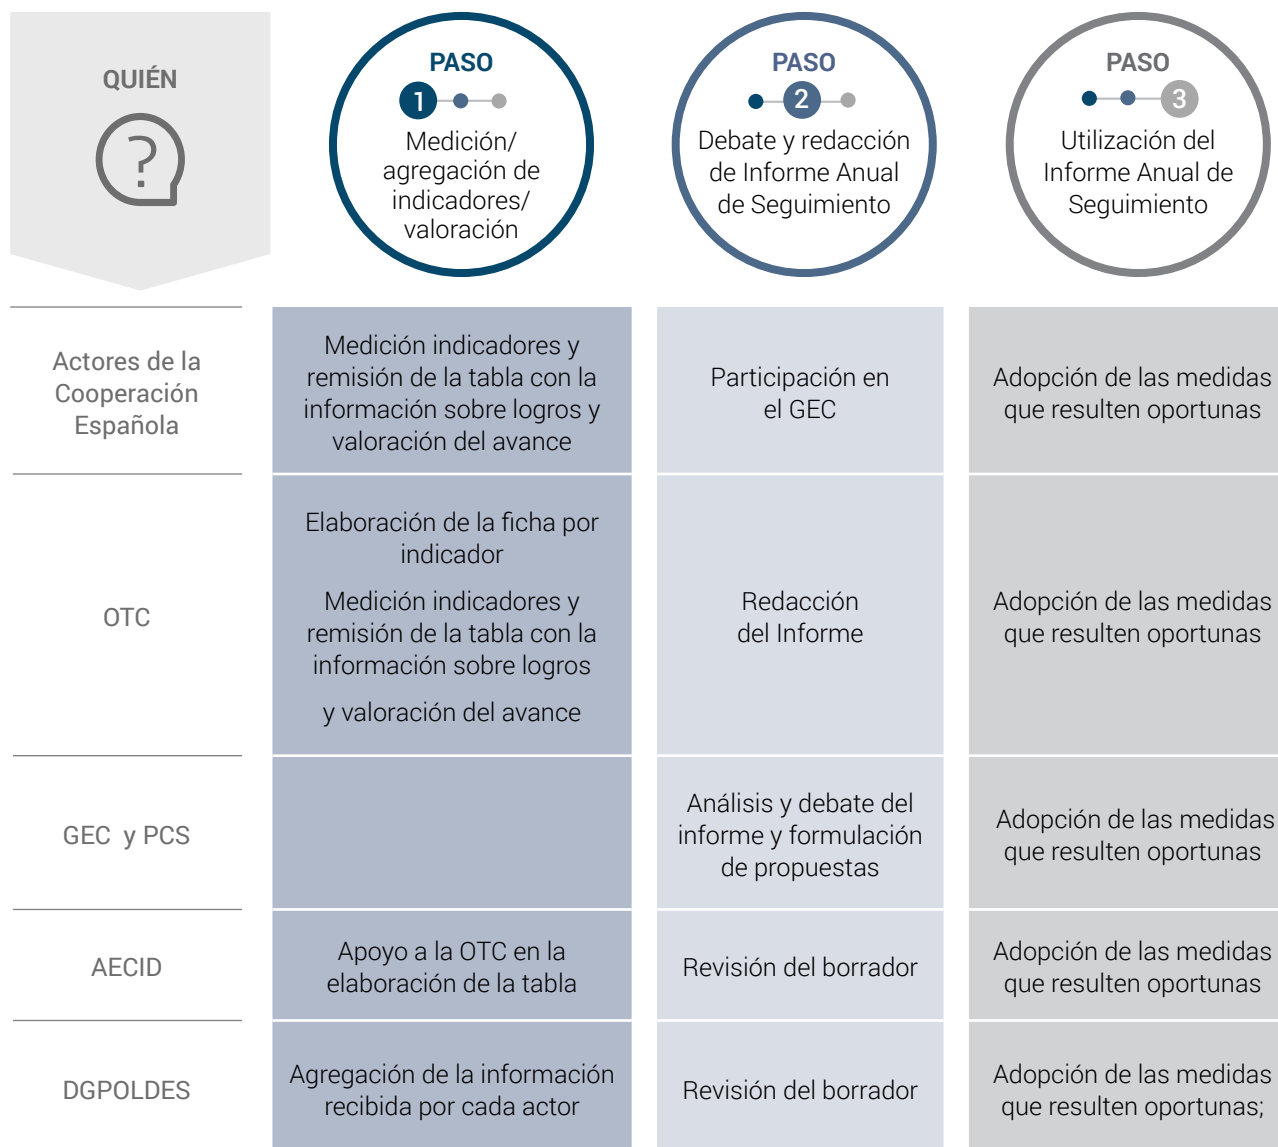 QUIÉN
?
PASO
1
Medición/
agregación de
indicadores/
valoración
PASO
2
Debate y redacción
de Informe Anual
de Seguimiento
PASO
3
Utilización del
Informe Anual de
Seguimiento
Actores de la
Cooperación
Española
Medición indicadores y
remisión de la tabla con la
información sobre logros y
valoración del avance
Participación en
el GEC
Adopción de las medidas
que resulten oportunas
OTC
Elaboración de la ficha por
indicador
Medición indicadores y
remisión de la tabla con la
información sobre logros
y valoración del avance
Redacción
del Informe
Adopción de las medidas
que resulten oportunas
GEC y PCS
Análisis y debate del
informe y formulación
de propuestas
Adopción de las medidas
que resulten oportunas
AECID
Apoyo a la OTC en la
elaboración de la tabla
Revisión del borrador
Adopción de las medidas
que resulten oportunas
DGPOLDES
Agregación de la información
recibida por cada actor
Revisión del borrador
Adopción de las medidas
que resulten oportunas;